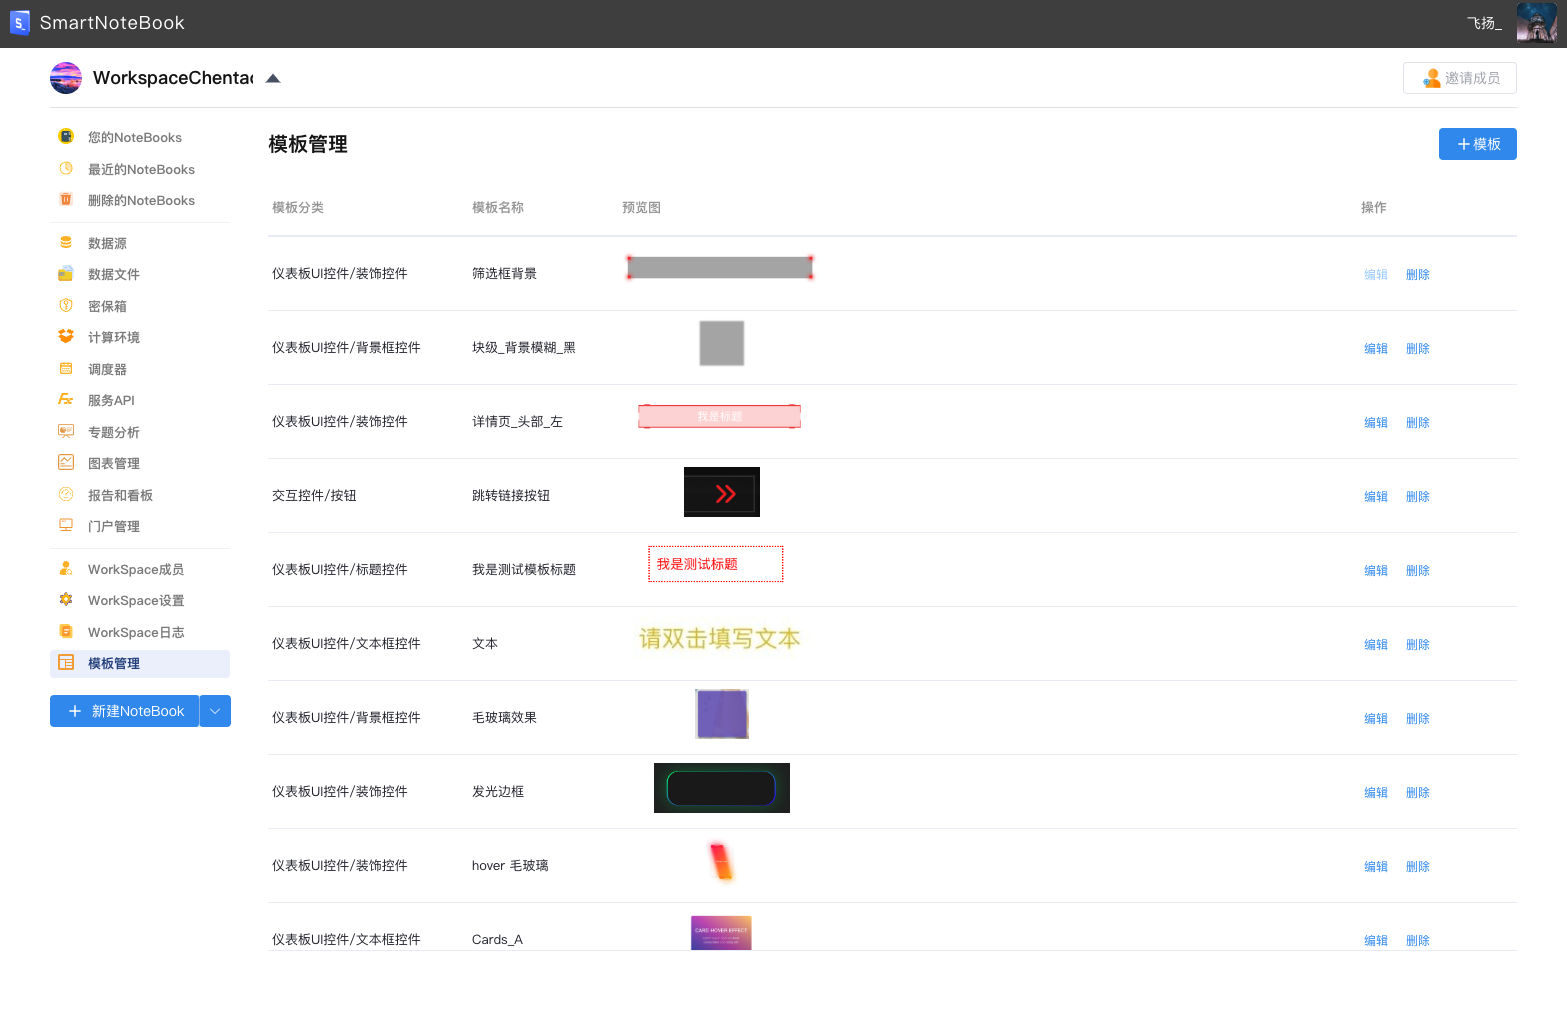 SmartNoteBook
飞扬_
WorkspaceChentao
邀请成员
您的NoteBooks
最近的NoteBooks
删除的NoteBooks
数据源
数据文件
密保箱
计算环境
调度器
服务API
专题分析
图表管理
报告和看板
门户管理
WorkSpace成员
WorkSpace设置
WorkSpace日志
模板管理
新建NoteBook
模板管理
模板
模板分类 模板名称 预览图 操作
仪表板UI控件/装饰控件 筛选框背景 编辑 删除
仪表板UI控件/背景框控件 块级_背景模糊_黑 编辑 删除
仪表板UI控件/装饰控件 详情页_头部_左 我是标题 编辑 删除
交互控件/按钮 跳转链接按钮 编辑 删除
仪表板UI控件/标题控件 我是测试模板标题 我是测试标题 编辑 删除
仪表板UI控件/文本框控件 文本 请双击填写文本 编辑 删除
仪表板UI控件/背景框控件 毛玻璃效果 编辑 删除
仪表板UI控件/装饰控件 发光边框 编辑 删除
仪表板UI控件/装饰控件 hover 毛玻璃 编辑 删除
仪表板UI控件/文本框控件 Cards_A CARD HOVER EFFECT 编辑 删除